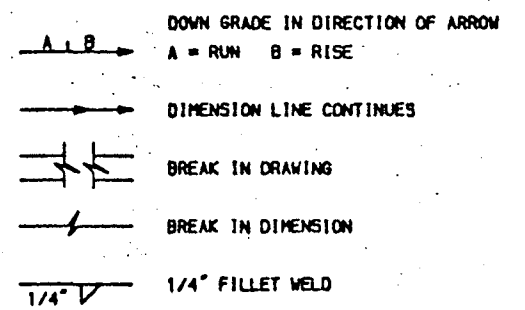 DOWN GRADE IN DIRECTION OF ARROW
A : B A = RUN B = RISE
DIMENSION LINE CONTINUES
BREAK IN DRAWING
BREAK IN DIMENSION
1/4" 1/4" FILLET WELD